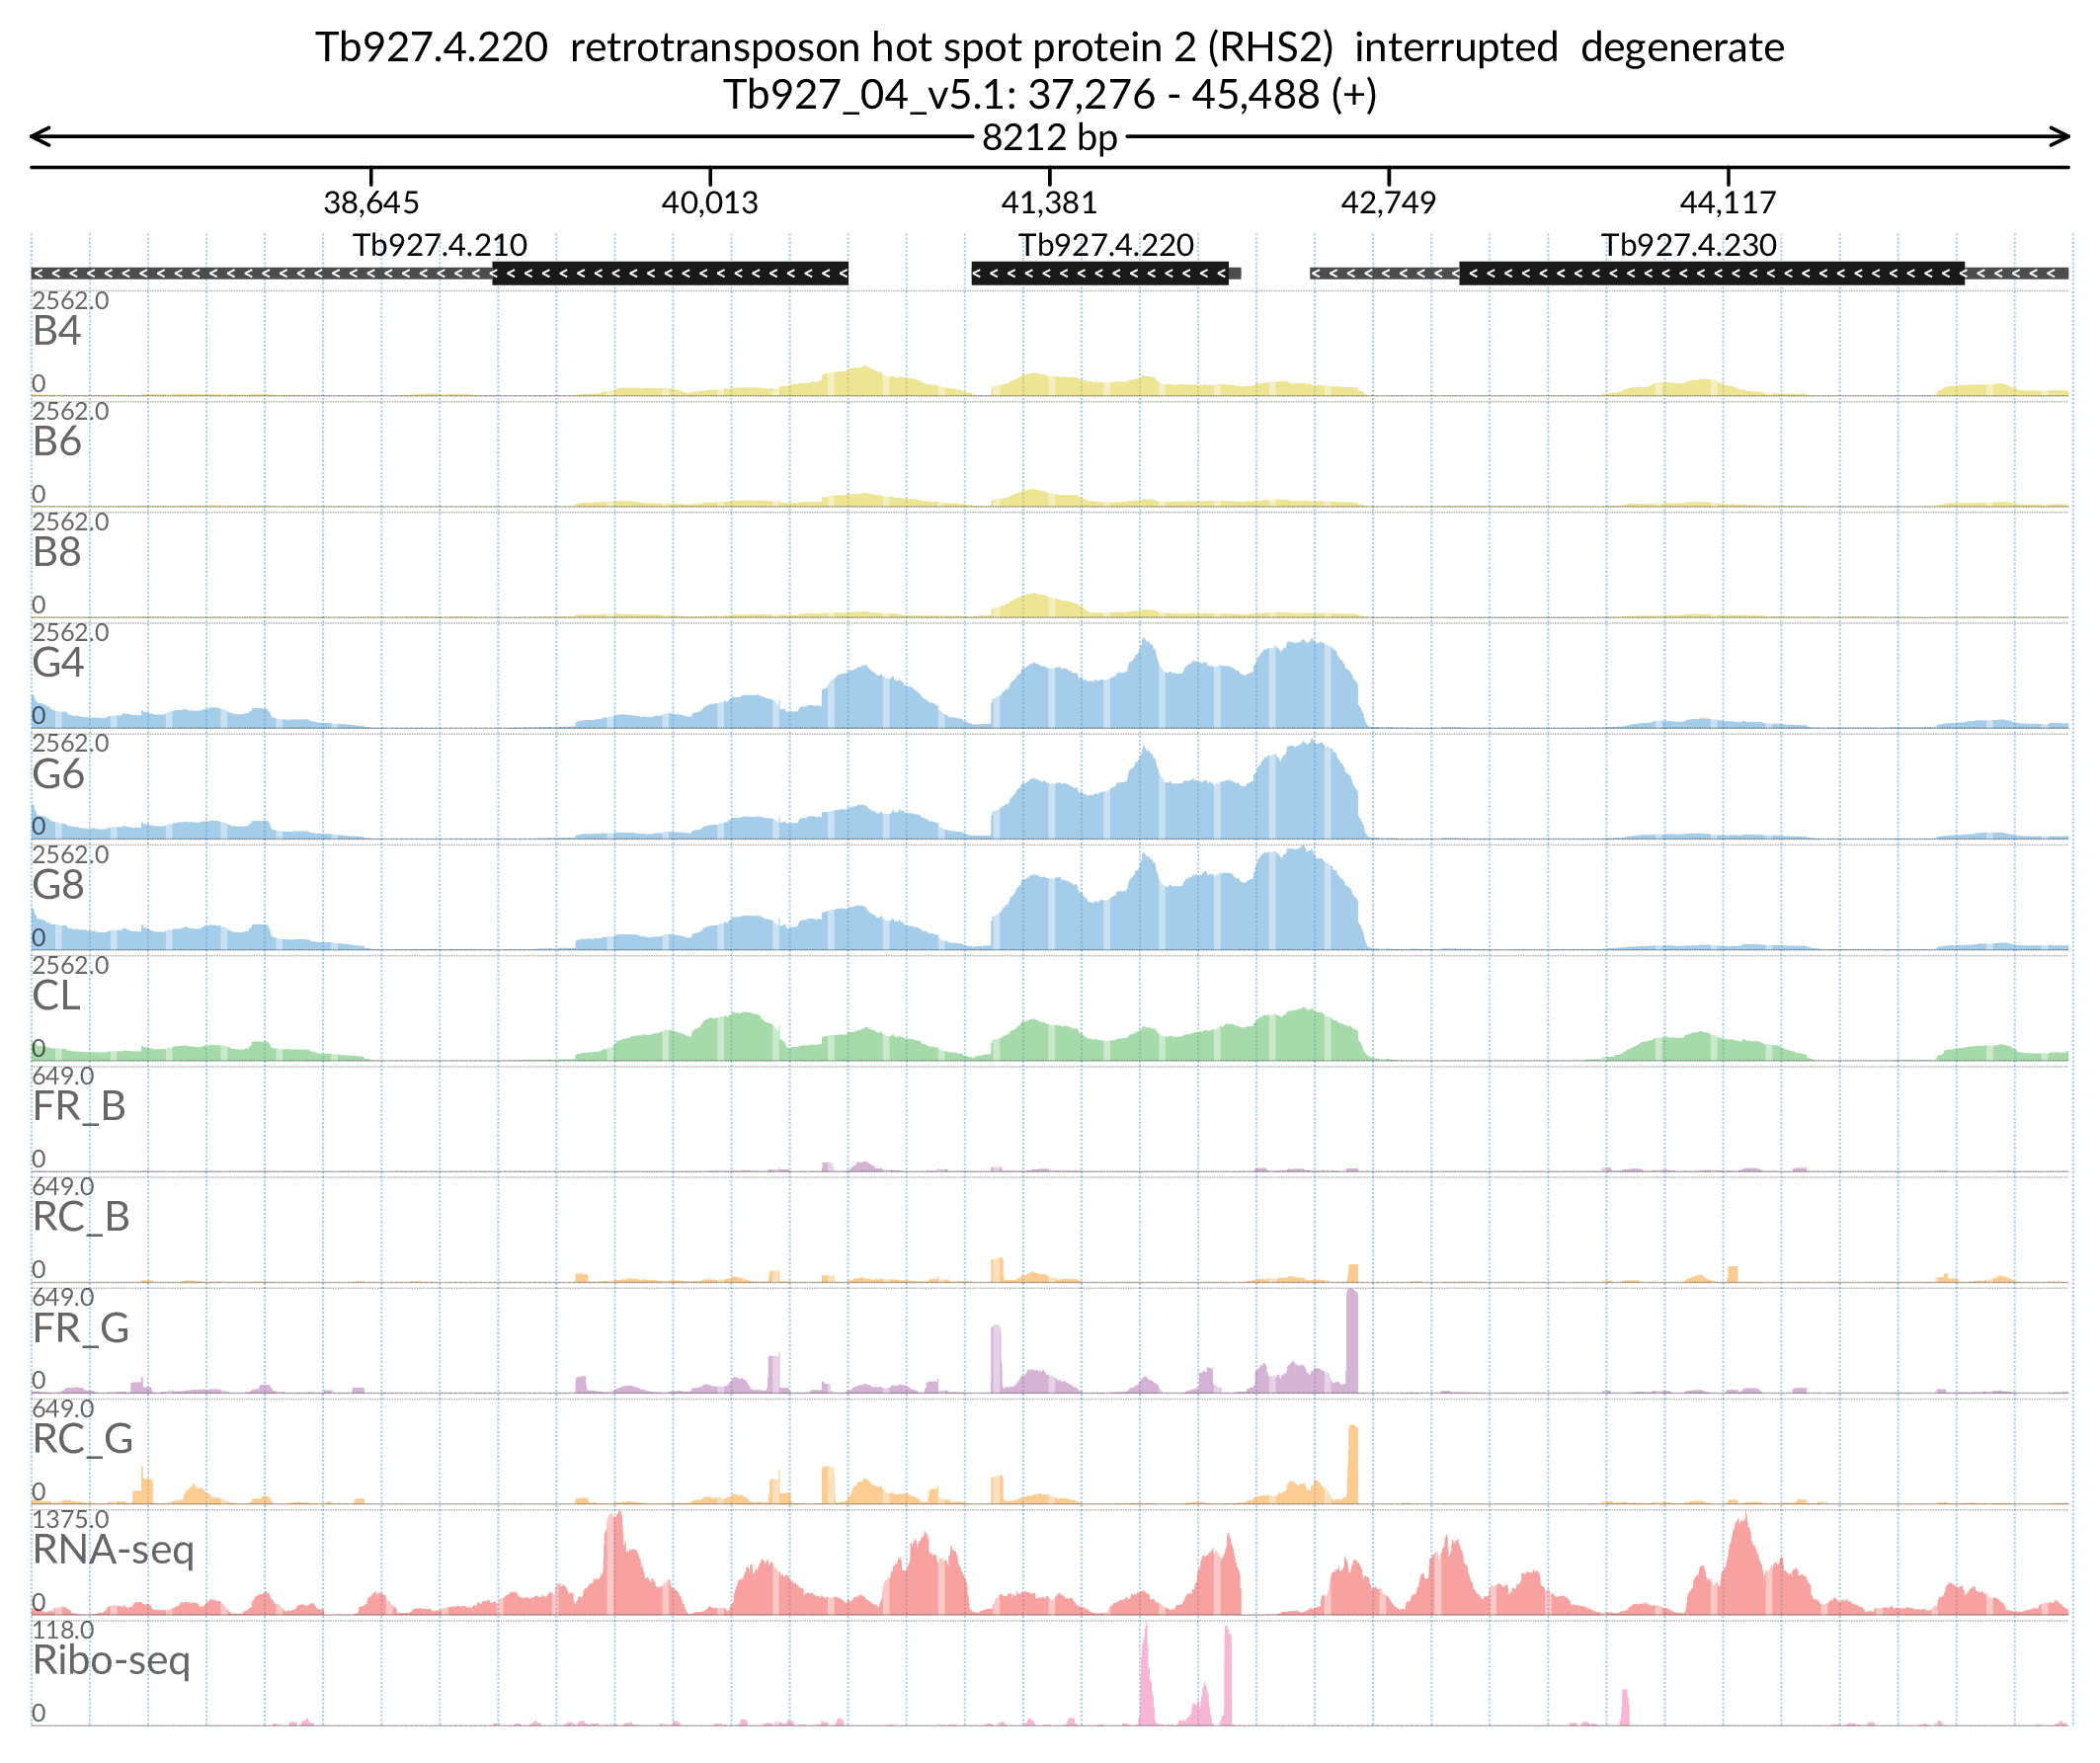 Tb927.4.220 retrotransposon hot spot protein 2 (RHS2) interrupted degenerate
Tb927_04_v5.1: 37,276 - 45,488 (+)
8212 bp
38,645 40,013 41,381 42,749 44,117
Tb927.4.210 Tb927.4.220 Tb927.4.230
2562.0
B4
0
2562.0
B6
0
2562.0
B8
0
2562.0
G4
0
2562.0
G6
0
2562.0
G8
0
2562.0
CL
0
649.0
FR_B
0
649.0
RC_B
0
649.0
FR_G
0
649.0
RC_G
0
1375.0
RNA-seq
0
118.0
Ribo-seq
0